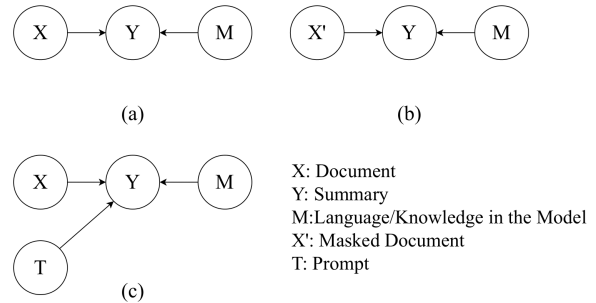 X Y M
X' Y M
(a)
(b)
X Y M
T
(c)
X: Document
Y: Summary
M:Language/Knowledge in the Model
X': Masked Document
T: Prompt